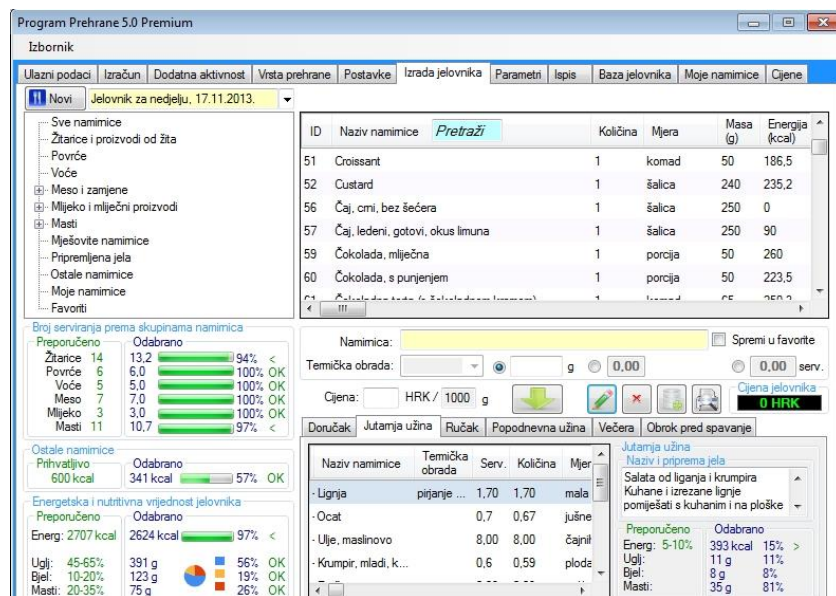 Program Prehrane 5.0 Premium
Izbornik
Ulazni podaci Izračun Dodatna aktivnost Vrsta prehrane Postavke Izrada jelovnika Parametri Ispis Baza jelovnika Moje namirnice Cijene
Novi Jelovnik za nedjelju, 17.11.2013.
Sve namirnice
Žitarice i proizvodi od žita
Povrće
Voće
Meso i zamjene
Mlijeko i mliječni proizvodi
Masti
Mješovite namirnice
Pripremljena jela
Ostale namirnice
Moje namirnice
Favoriti
ID Naziv namirnice Pretraži Količina Mjera Masa (g) Energija (kcal)
51 Croissant 1 komad 50 186,5
52 Custard 1 šalica 240 235,2
56 Čaj, crni, bez šećera 1 šalica 250 0
57 Čaj, ledeni, gotovi, okus limuna 1 šalica 250 90
59 Čokolada, mliječna 1 porcija 50 260
60 Čokolada, s punjenjem 1 porcija 50 223,5
Broj serviranja prema skupinama namirnica
Preporučeno Odabrano
Žitarice 14 13,2 94% <
Povrće 6 6,0 100% OK
Voće 5 5,0 100% OK
Meso 7 7,0 100% OK
Mlijeko 3 3,0 100% OK
Masti 11 10,7 97% <
Ostale namirnice
Prihvatljivo Odabrano
600 kcal 341 kcal 57% OK
Energetska i nutritivna vrijednost jelovnika
Preporučeno Odabrano
Energ: 2707 kcal 2624 kcal 97% <
Uglj: 45-65% 391 g 56% OK
Bjel: 10-20% 123 g 19% OK
Masti: 20-35% 75 g 26% OK
Namirnica: Spremi u favorite
Termička obrada: g 0,00 0,00 serv.
Cijena: HRK / 1000 g
Cijena jelovnika
0 HRK
Doručak Jutarnja užina Ručak Popodnevna užina Večera Obrok pred spavanje
Naziv namirnice Termička obrada Serv. Količina Mjer
- Lignja pirjanje ... 1,70 1,70 mala
- Ocat 0,7 0,67 jušne
- Ulje, maslinovo 8,00 8,00 čajnih
- Krumpir, mladi, k... 0,6 0,59 ploda
Jutarnja užina
Naziv i priprema jela
Salata od liganja i krumpira
Kuhane i izrezane lignje
pomiješati s kuhanim i na ploške
Preporučeno Odabrano
Energ: 5-10% 393 kcal 15% >
Uglj: 11 g 11%
Bjel: 8 g 8%
Masti: 35 g 81%